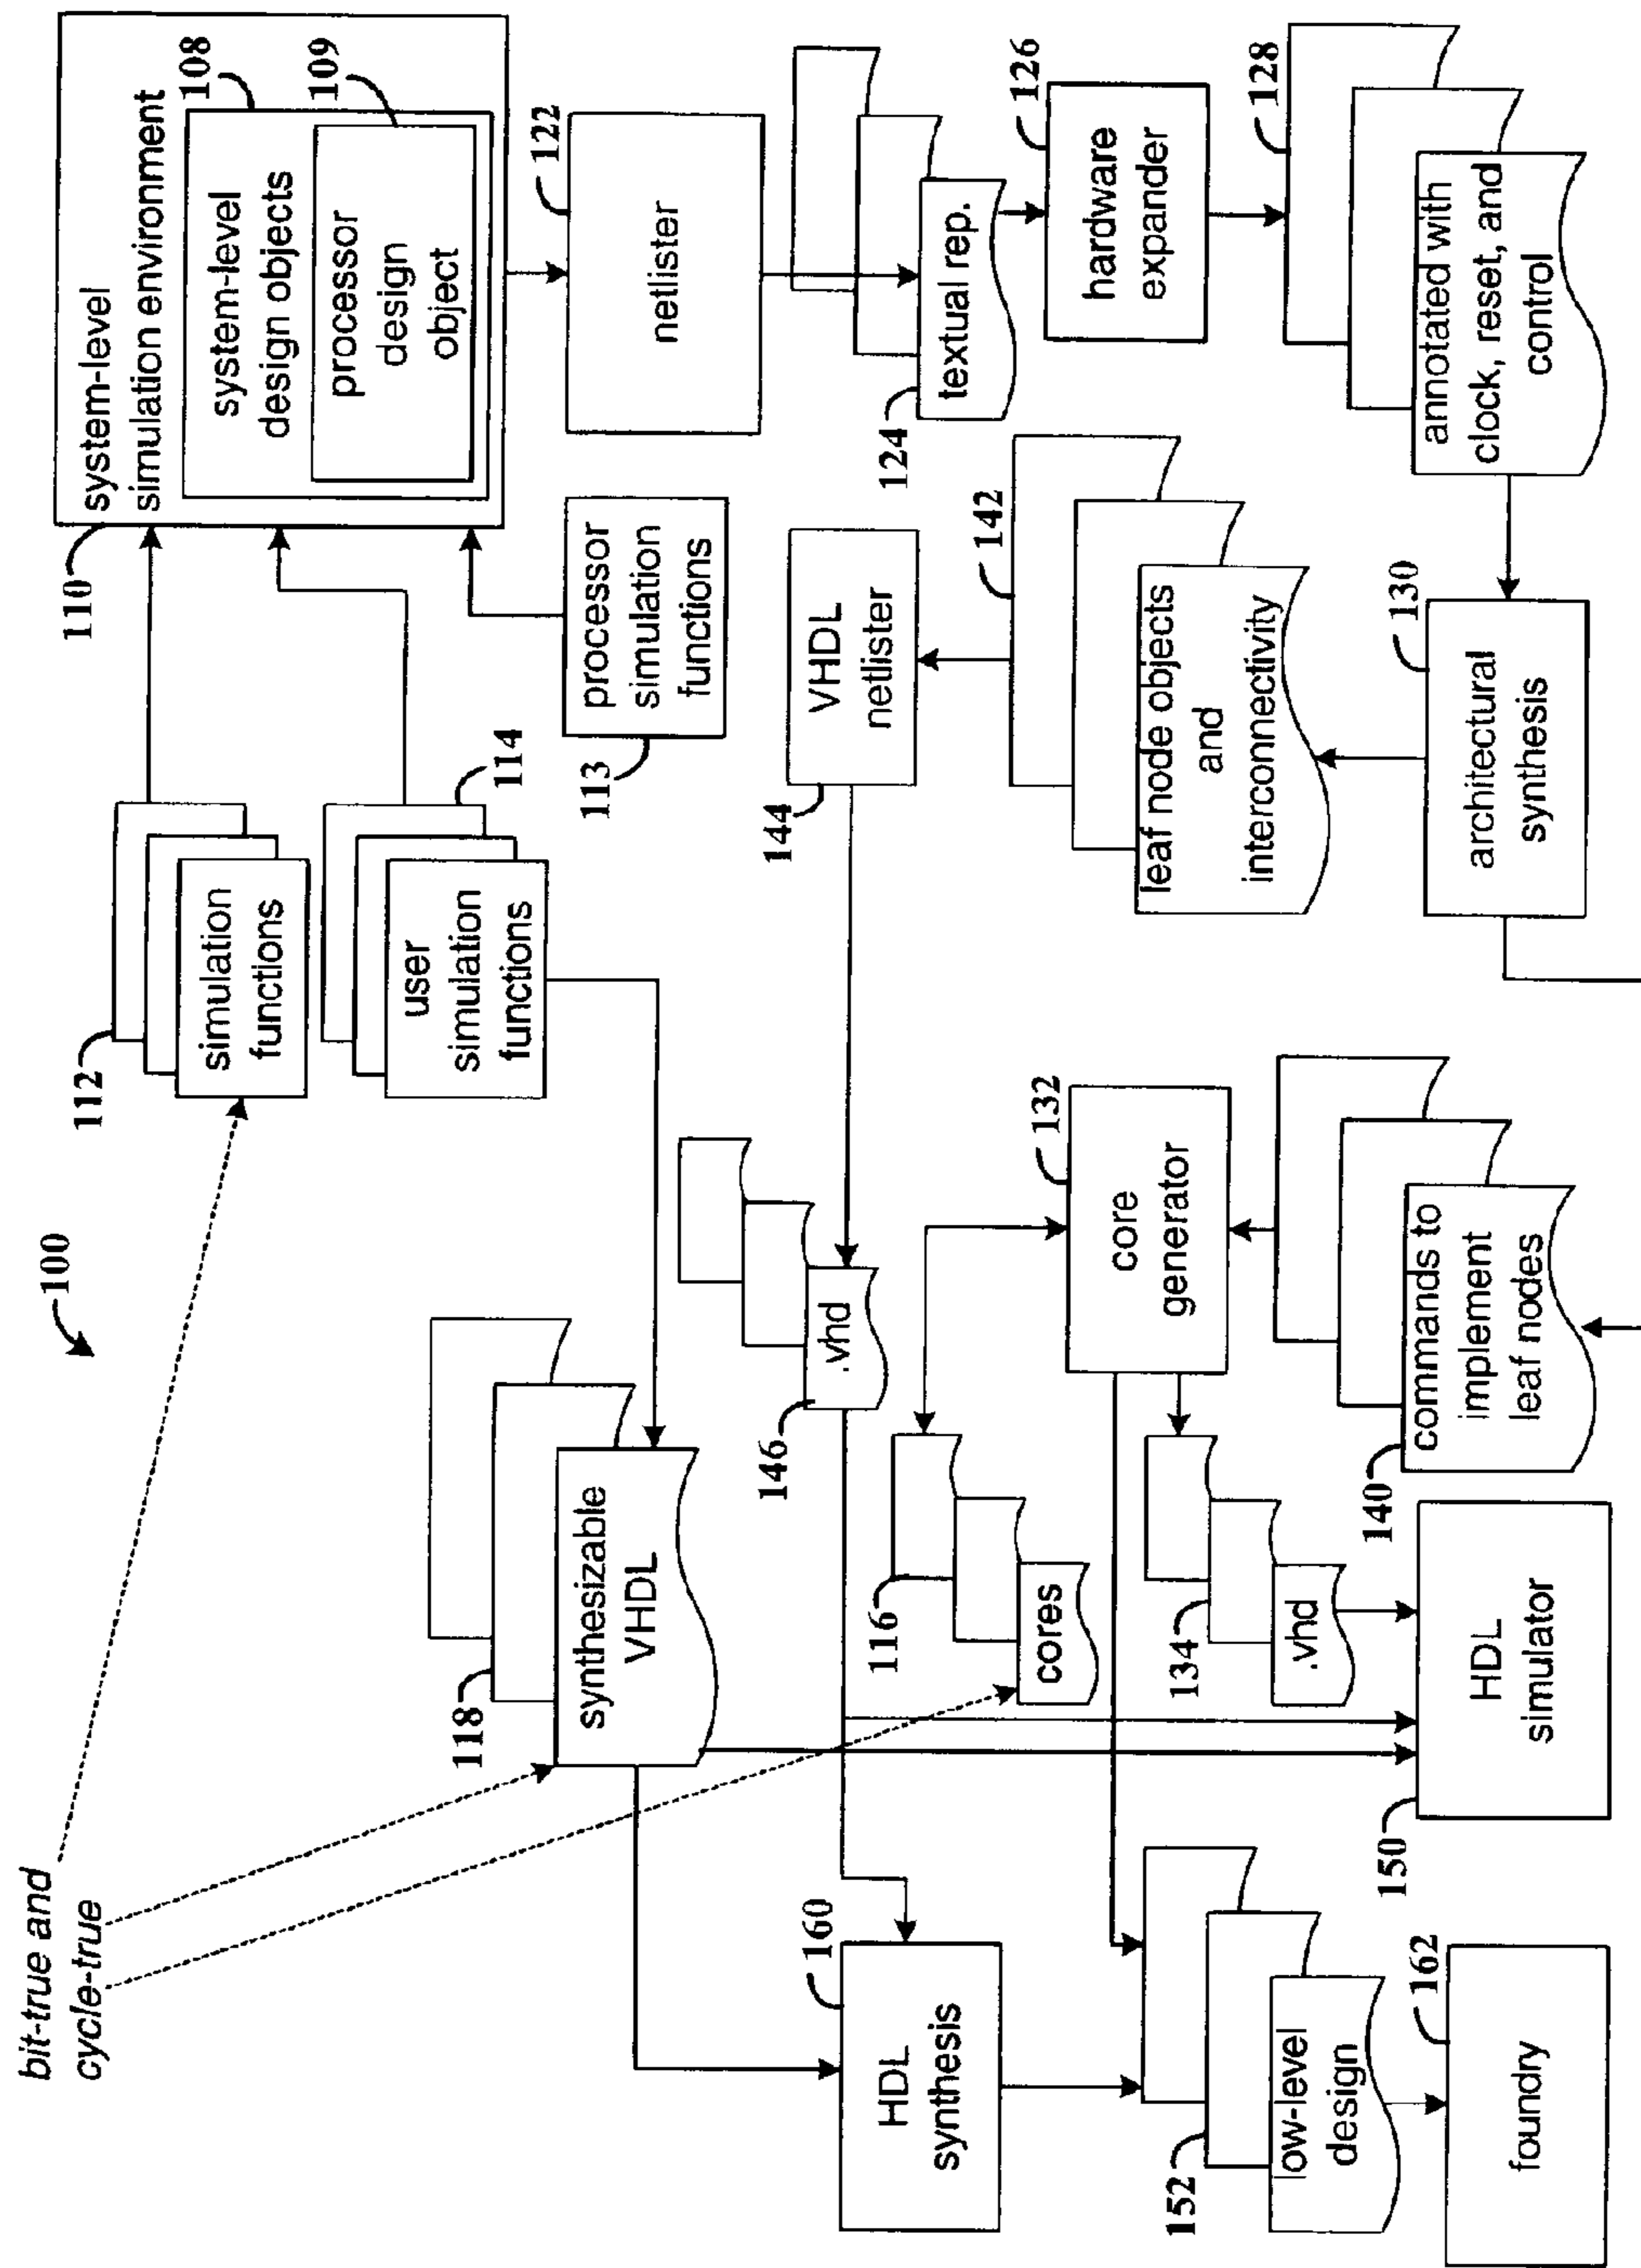 100
bit-true and
cycle-true
112
simulation
functions
114
user
simulation
functions
110
system-level
simulation environment
108
system-level
design objects
109
processor
design
object
113
processor
simulation
functions
118
synthesizable
VHDL
122
netlister
146
.vhd
144
VHDL
netlister
124
textual rep.
160
HDL
synthesis
116
cores
132
core
generator
142
leaf node objects
and
interconnectivity
126
hardware
expander
134
.vhd
128
annotated with
clock, reset, and
control
152
low-level
design
150
HDL
simulator
140
commands to
implement
leaf nodes
130
architectural
synthesis
162
foundry